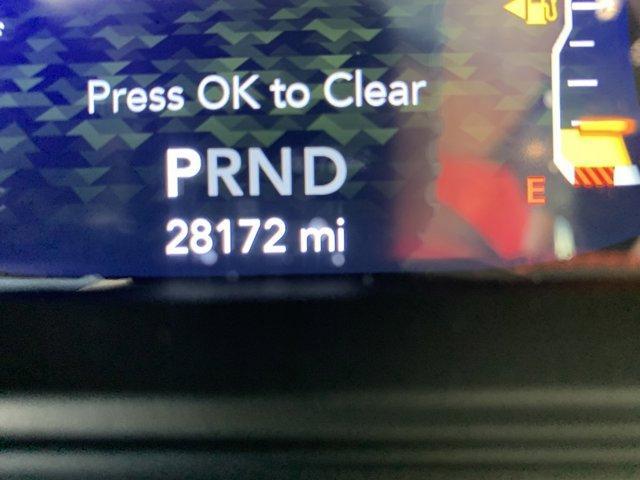 Press OK to Clear
PRND
28172 mi
E